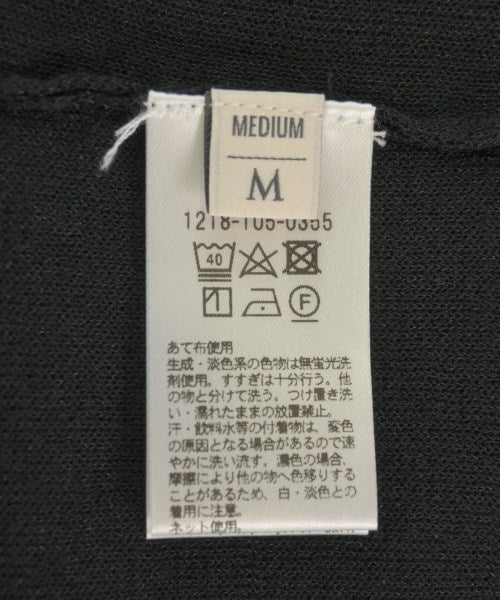 MEDIUM
M
1218-105-0355
40
F
あて布使用
生成・淡色系の色物は無蛍光洗
剤使用。すすぎは十分行う。他
の物と分けて洗う。つけ置き洗
い・濡れたままの放置禁止。
汗・飲料水等の付着物は、変色
の原因となる場合があるので速
やかに洗い流す。濃色の場合、
摩擦により他の物へ色移りする
ことがあるため、白・淡色との
着用に注意。
ネット使用。